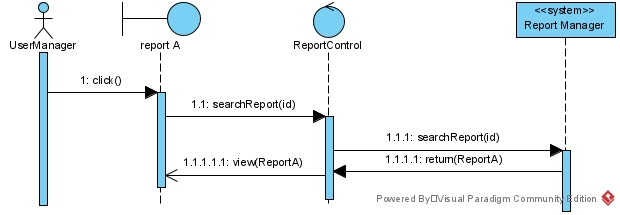 <<system>>
Report Manager
UserManager
report A
ReportControl
1: click()
1.1: searchReport(id)
1.1.1: searchReport(id)
1.1.1.1: return(ReportA)
1.1.1.1.1: view(ReportA)
Powered By□Visual Paradigm Community Edition